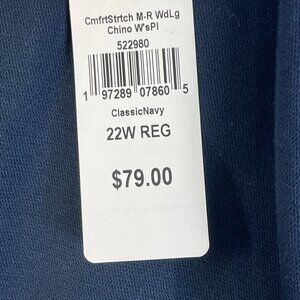 CmfrtStrtch M-R WdLg
Chino W'sPl
522980
1 97289 07860 5
ClassicNavy
22W REG
$79.00